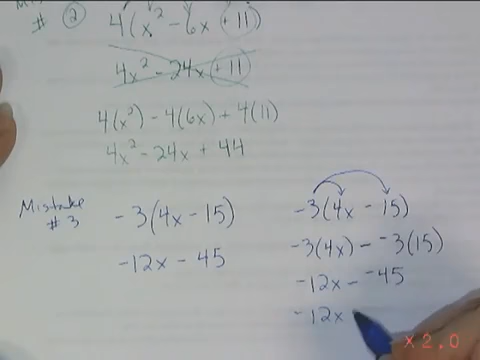 Mistake
# ② 4(x² - 6x + 11)
4x² - 24x + 11
4(x²) - 4(6x) + 4(11)
4x² - 24x + 44
Mistake
#3
-3(4x - 15)
-12x - 45
-3(4x - 15)
-3(4x) - -3(15)
-12x - -45
-12x
×2.0